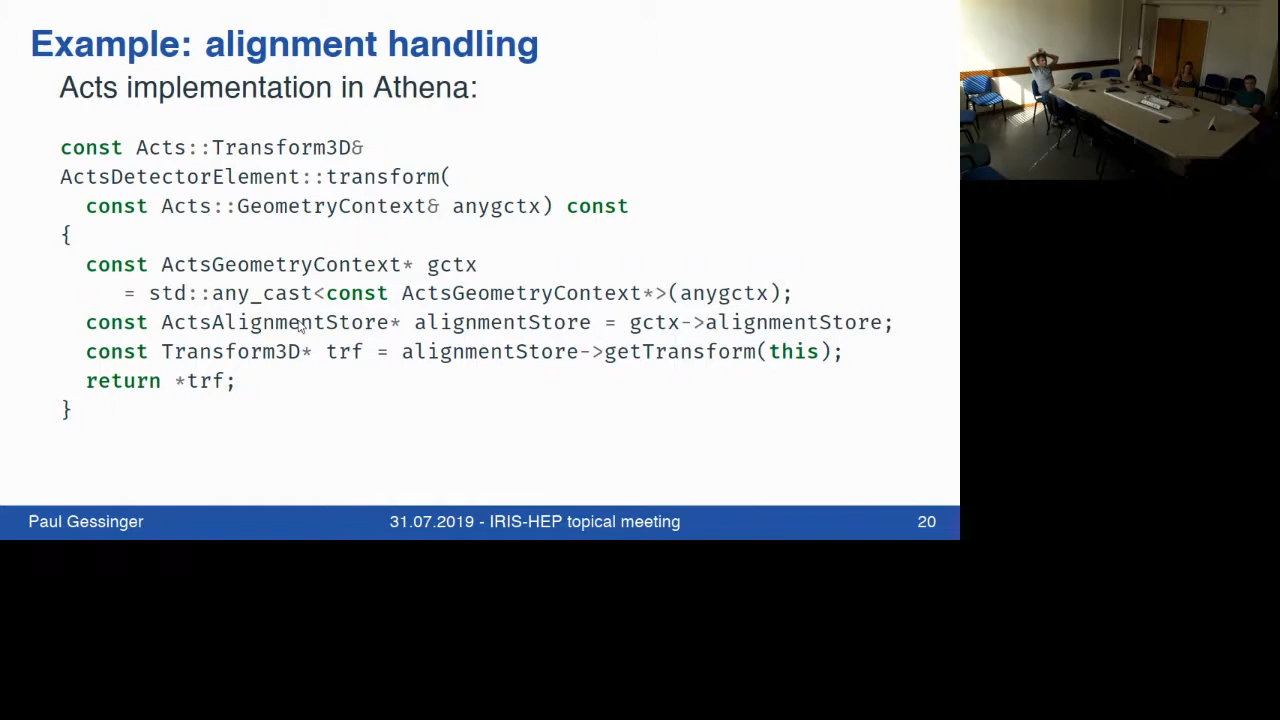 Example: alignment handling
Acts implementation in Athena:
const Acts::Transform3D&
ActsDetectorElement::transform(
const Acts::GeometryContext& anygctx) const
{
const ActsGeometryContext* gctx
= std::any_cast<const ActsGeometryContext*>(anygctx);
const ActsAlignmentStore* alignmentStore = gctx->alignmentStore;
const Transform3D* trf = alignmentStore->getTransform(this);
return *trf;
}
Paul Gessinger 31.07.2019 - IRIS-HEP topical meeting 20